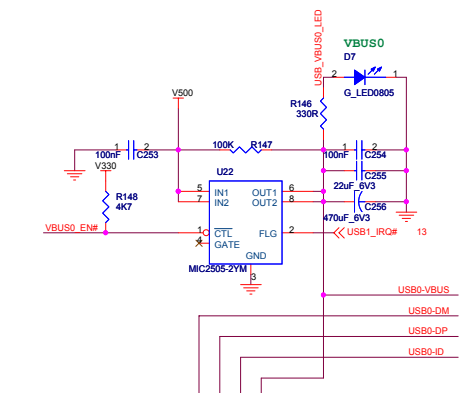 USB_VBUS0_LED
VBUS0
D7
2
1
G_LED0805
V500
R146
330R
1
2
100nF
C253
V330
100K
R147
1
2
100nF
C254
C255
22uF_6V3
C256
470uF_6V3
U22
R148
4K7
5
IN1
OUT1
6
7
IN2
OUT2
8
VBUS0_EN#
1
CTL
FLG
2
USB1_IRQ#
13
4
GATE
GND
MIC2505-2YM
3
USB0-VBUS
USB0-DM
USB0-DP
USB0-ID